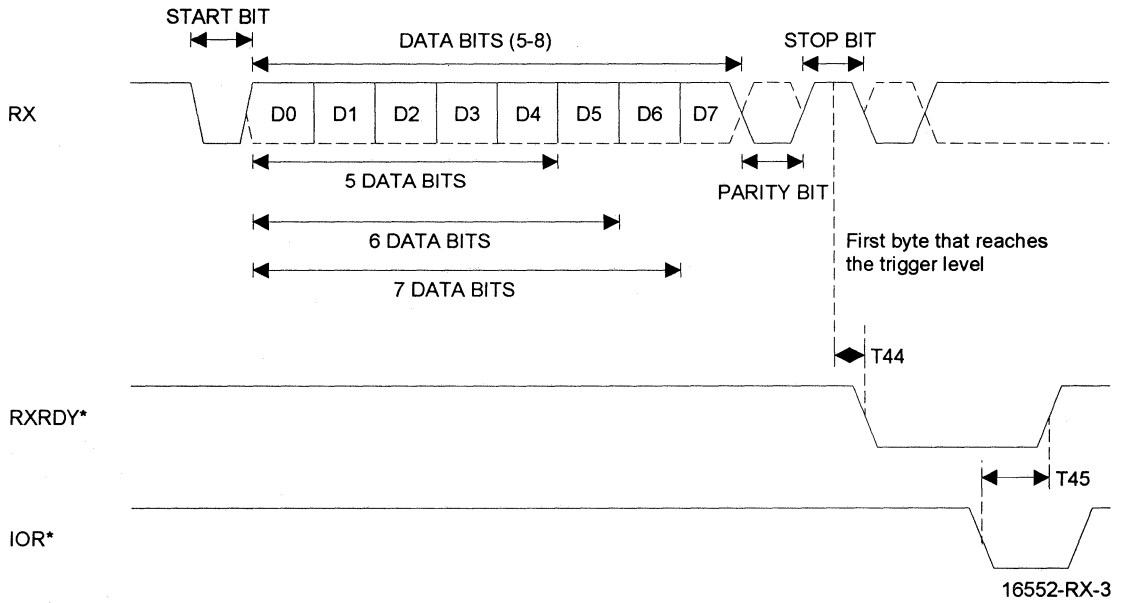 START BIT
DATA BITS (5-8)
STOP BIT
RX
D0 D1 D2 D3 D4 D5 D6 D7
5 DATA BITS
PARITY BIT
6 DATA BITS
First byte that reaches
the trigger level
7 DATA BITS
T44
RXRDY*
T45
IOR*
16552-RX-3